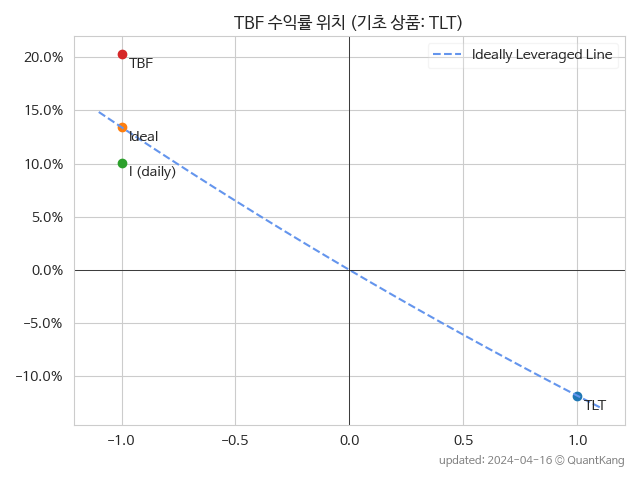 TBF 수익률 위치 (기초 상품: TLT)
20.0%
15.0%
10.0%
5.0%
0.0%
−5.0%
−10.0%
−1.0
−0.5
0.0
0.5
1.0
Ideally Leveraged Line
TBF
Ideal
I (daily)
TLT
updated: 2024-04-16 © QuantKang